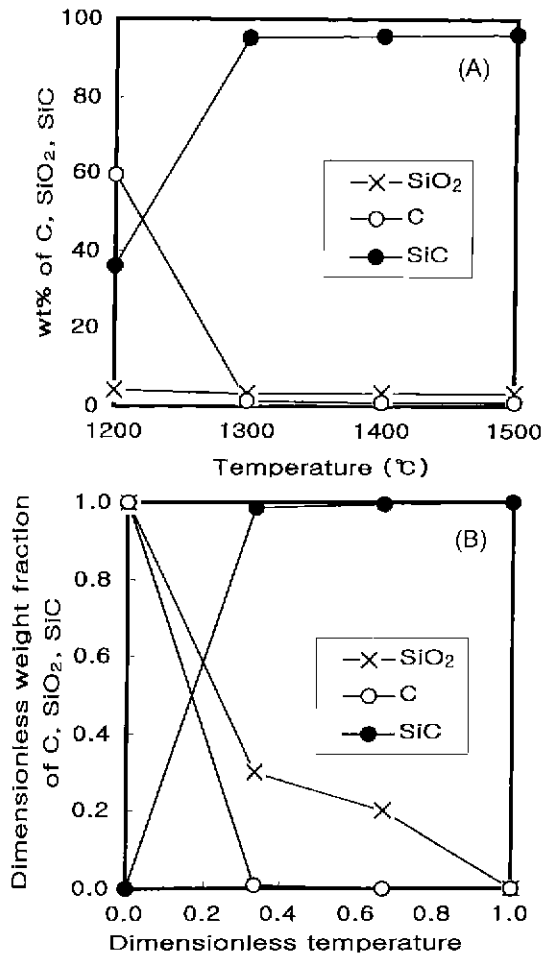 wt% of C, SiO₂, SiC
100
80
60
40
20
0
(A)
SiO₂
C
SiC
1200
1300
1400
1500
Temperature (℃)
Dimensionless weight fraction
of C, SiO₂, SiC
1.0
0.8
0.6
0.4
0.2
0.0
(B)
SiO₂
C
SiC
0.0
0.2
0.4
0.6
0.8
1.0
Dimensionless temperature